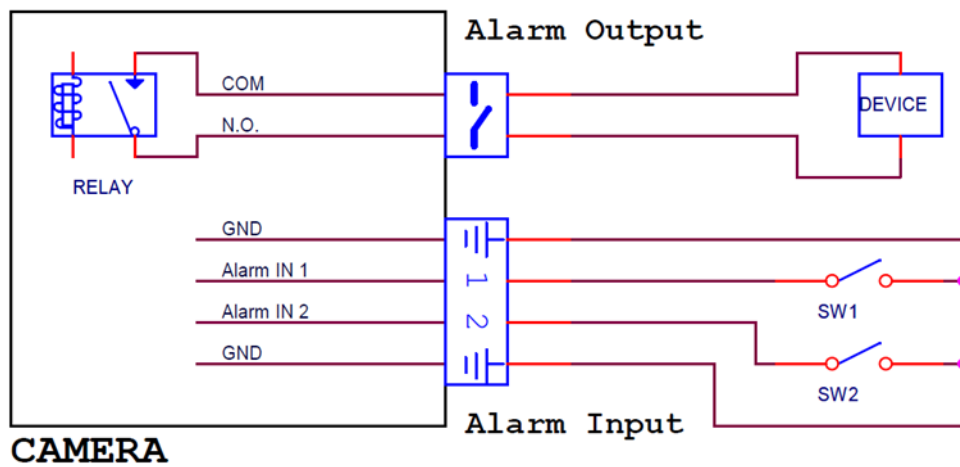 Alarm Output
COM
N.O.
DEVICE
RELAY
GND
Alarm IN 1
1
SW1
Alarm IN 2
2
GND
SW2
Alarm Input
CAMERA